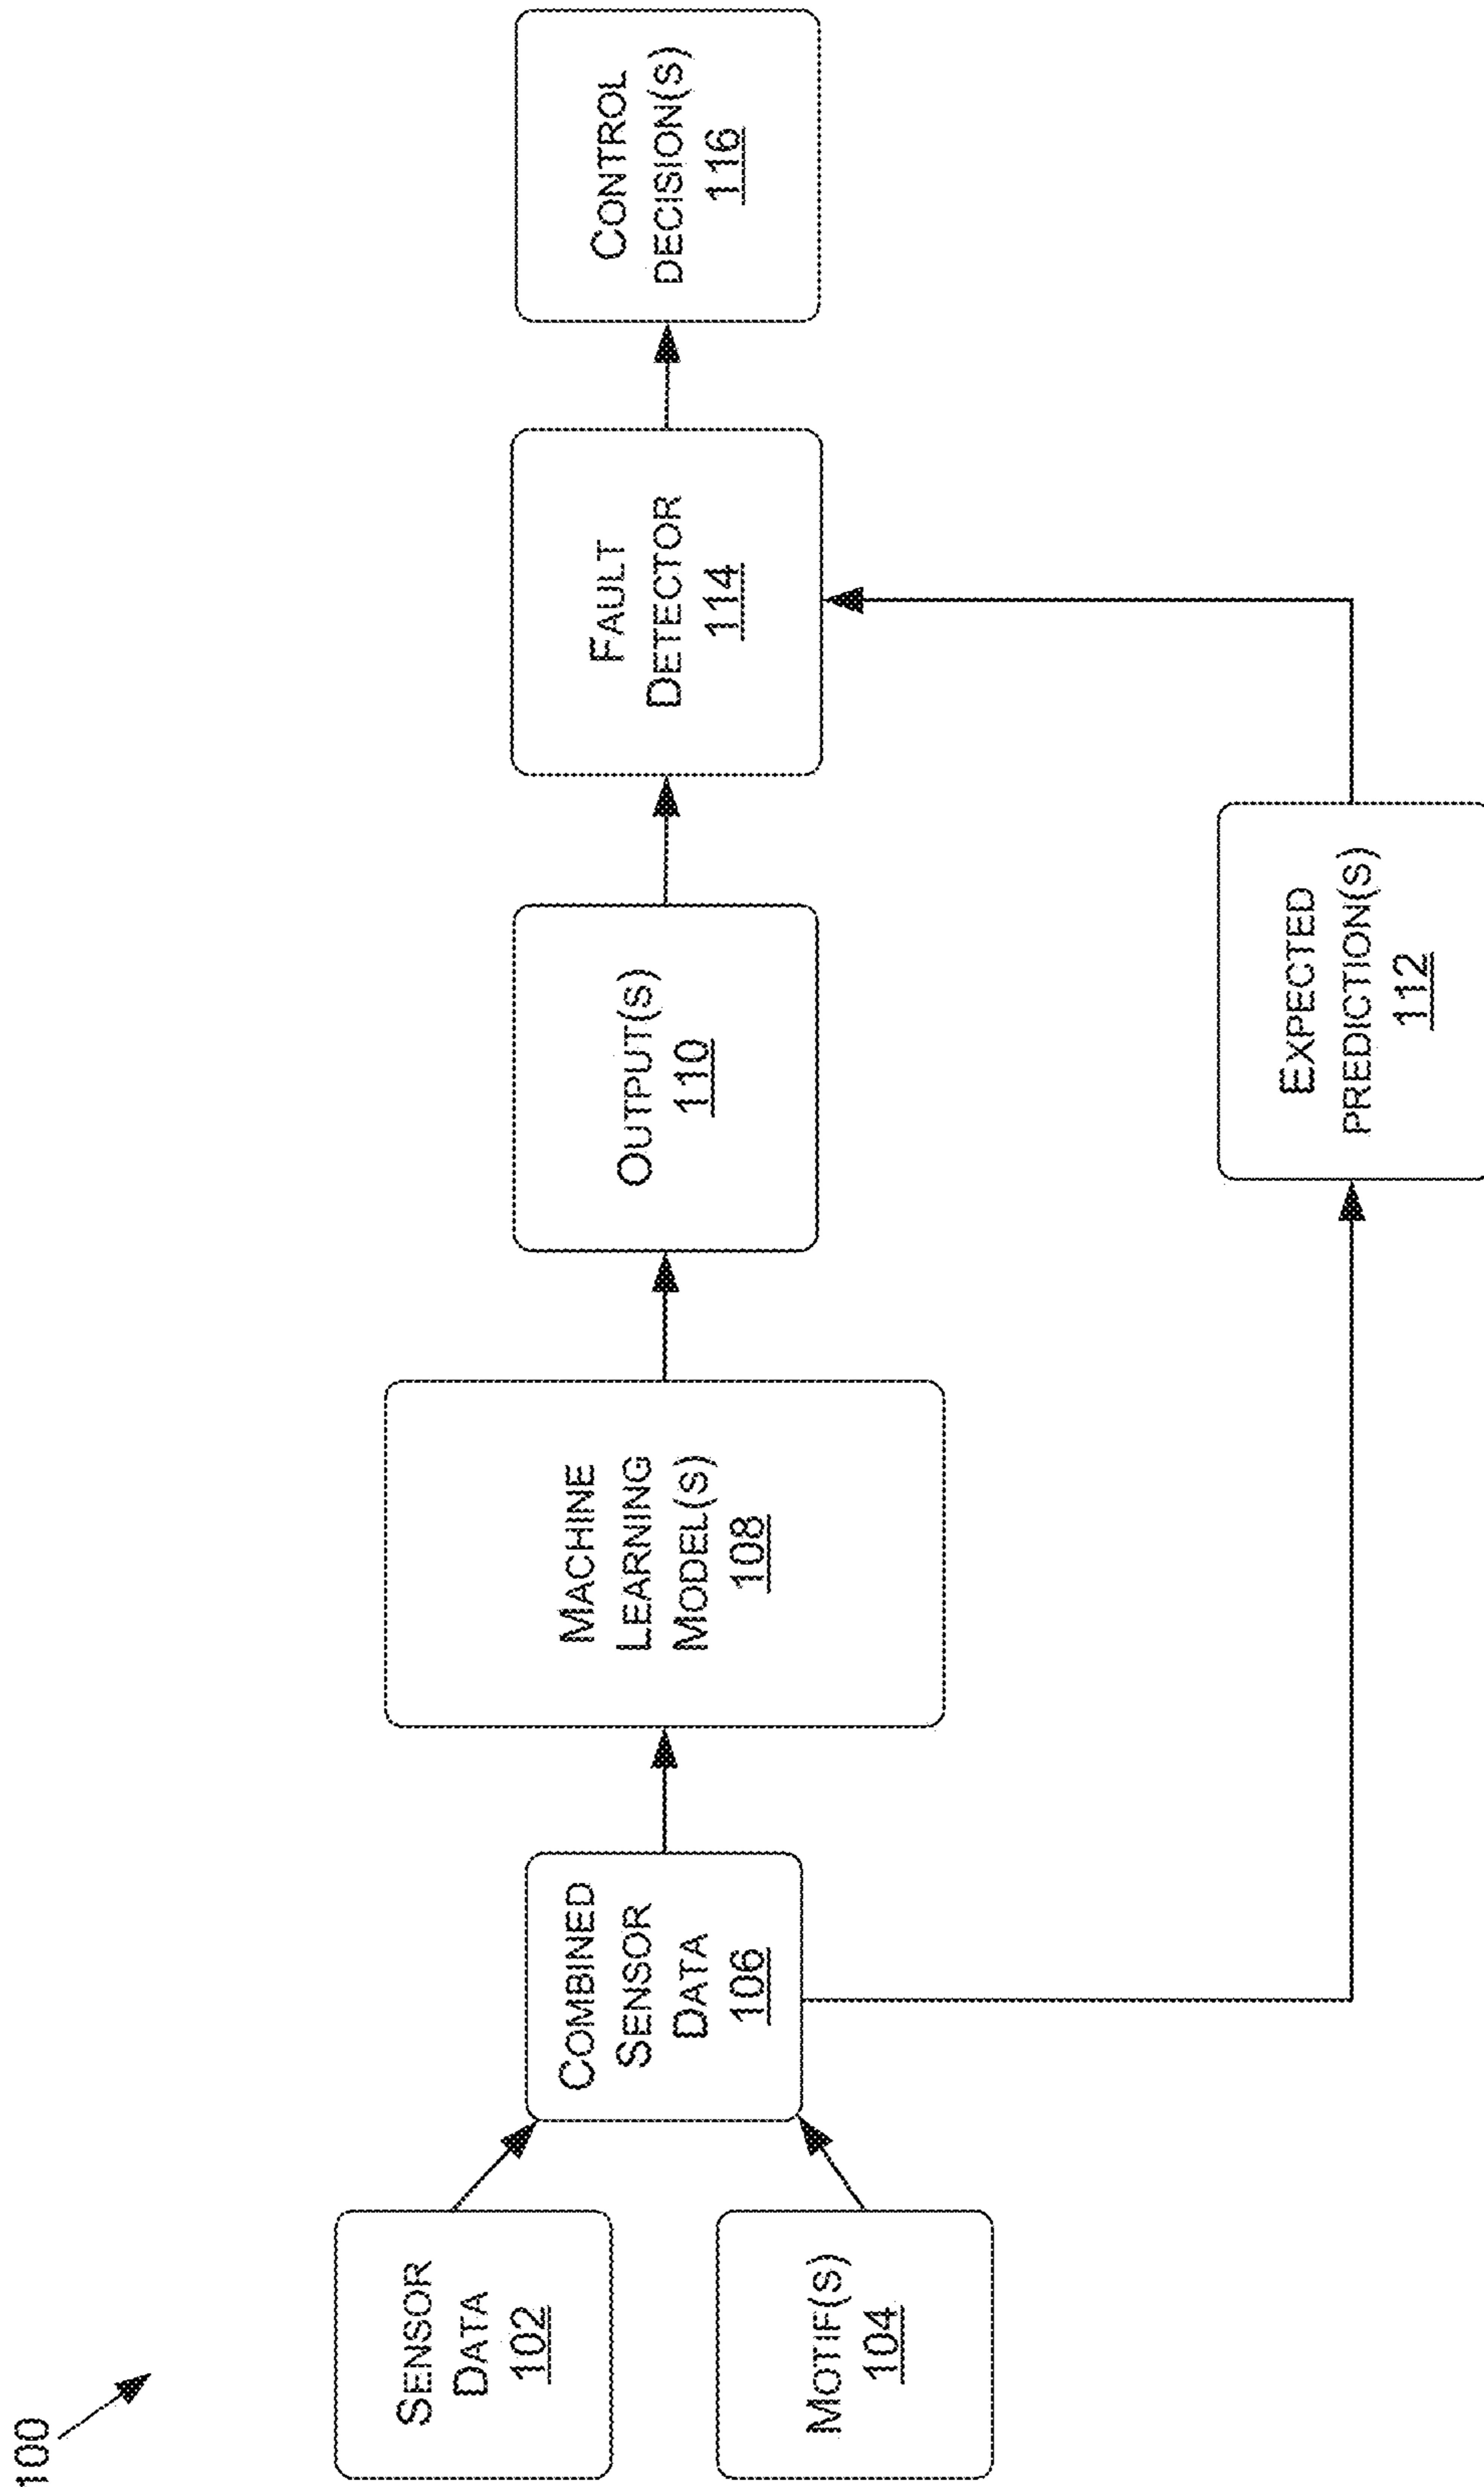 100
SENSOR
DATA
102
MOTIF(S)
104
COMBINED
SENSOR
DATA
106
MACHINE
LEARNING
MODEL(S)
108
OUTPUT(S)
110
EXPECTED
PREDICTION(S)
112
FAULT
DETECTOR
114
CONTROL
DECISION(S)
116